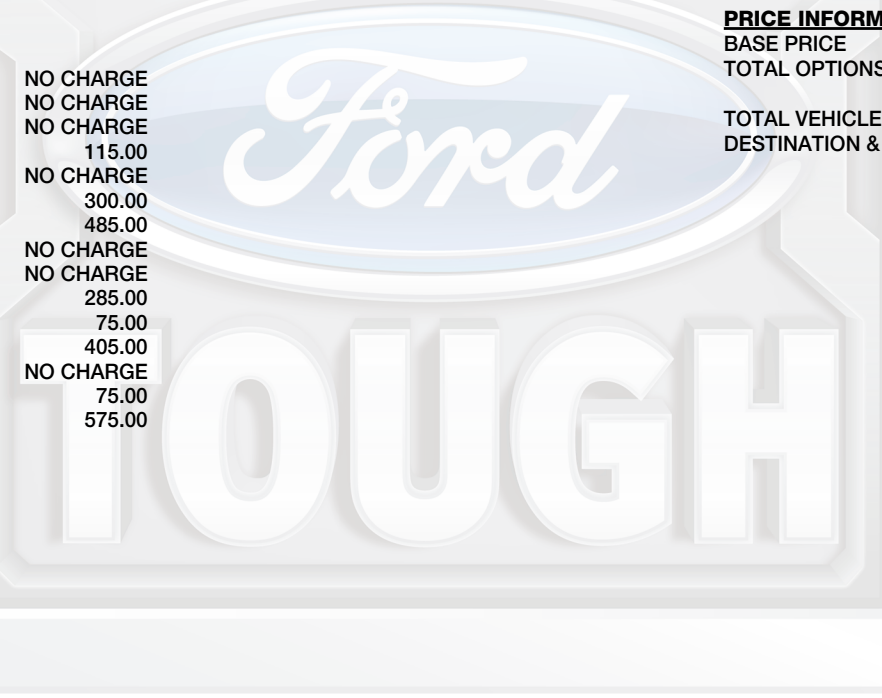 PRICE INFORM
BASE PRICE
TOTAL OPTIONS
TOTAL VEHICLE
DESTINATION &
NO CHARGE
NO CHARGE
NO CHARGE
115.00
NO CHARGE
300.00
485.00
NO CHARGE
NO CHARGE
285.00
75.00
405.00
NO CHARGE
75.00
575.00
Ford
TOUGH